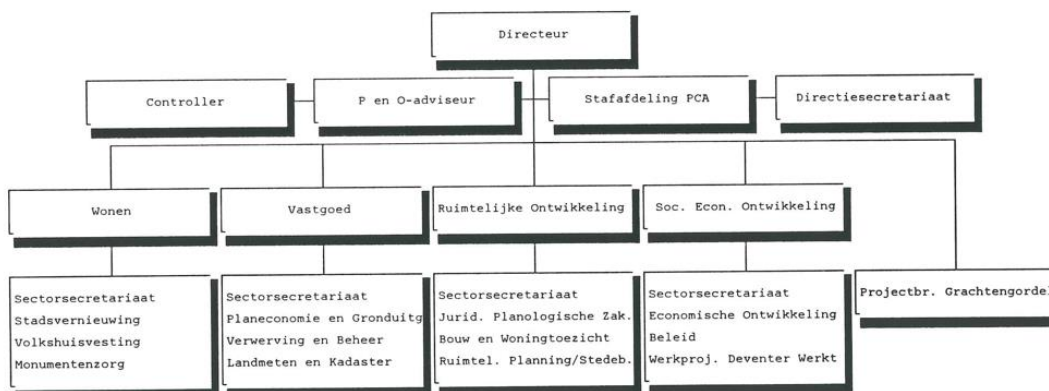 Directeur
Controller
P en O-adviseur
Stafafdeling PCA
Directiesecretariaat
Wonen
Vastgoed
Ruimtelijke Ontwikkeling
Soc. Econ. Ontwikkeling
Sectorsecretariaat
Stadsvernieuwing
Volkshuisvesting
Monumentenzorg
Sectorsecretariaat
Planeconomie en Gronduitg
Verwerving en Beheer
Landmeten en Kadaster
Sectorsecretariaat
Jurid. Planologische Zak.
Bouw en Woningtoezicht
Ruimtel. Planning/Stedeb.
Sectorsecretariaat
Economische Ontwikkeling
Beleid
Werkproj. Deventer Werkt
Projectbr. Grachtengordel